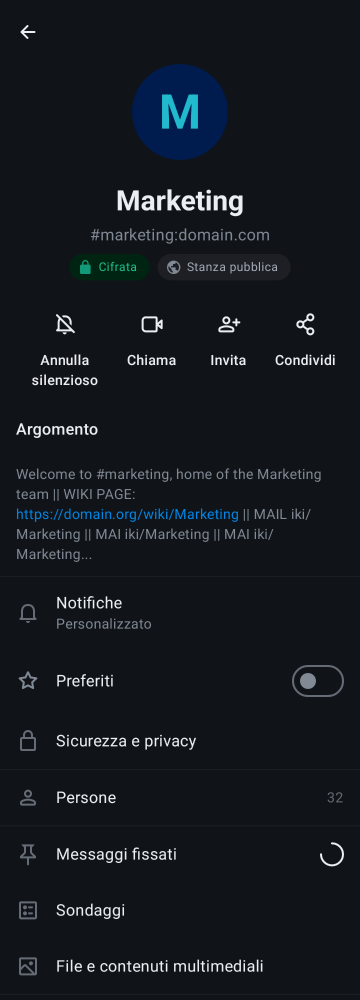 M
Marketing
#marketing:domain.com
Cifrata
Stanza pubblica
Annulla silenzioso
Chiama
Invita
Condividi
Argomento
Welcome to #marketing, home of the Marketing
team || WIKI PAGE:
https://domain.org/wiki/Marketing || MAIL iki/
Marketing || MAI iki/Marketing || MAI iki/
Marketing...
Notifiche
Personalizzato
Preferiti
Sicurezza e privacy
Persone 32
Messaggi fissati
Sondaggi
File e contenuti multimediali